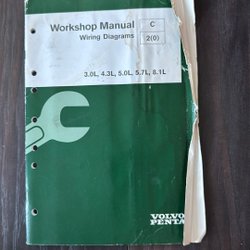 Workshop Manual
Wiring Diagrams
C
2(0)
3.0L, 4.3L, 5.0L, 5.7L, 8.1L
VOLVO
PENTA